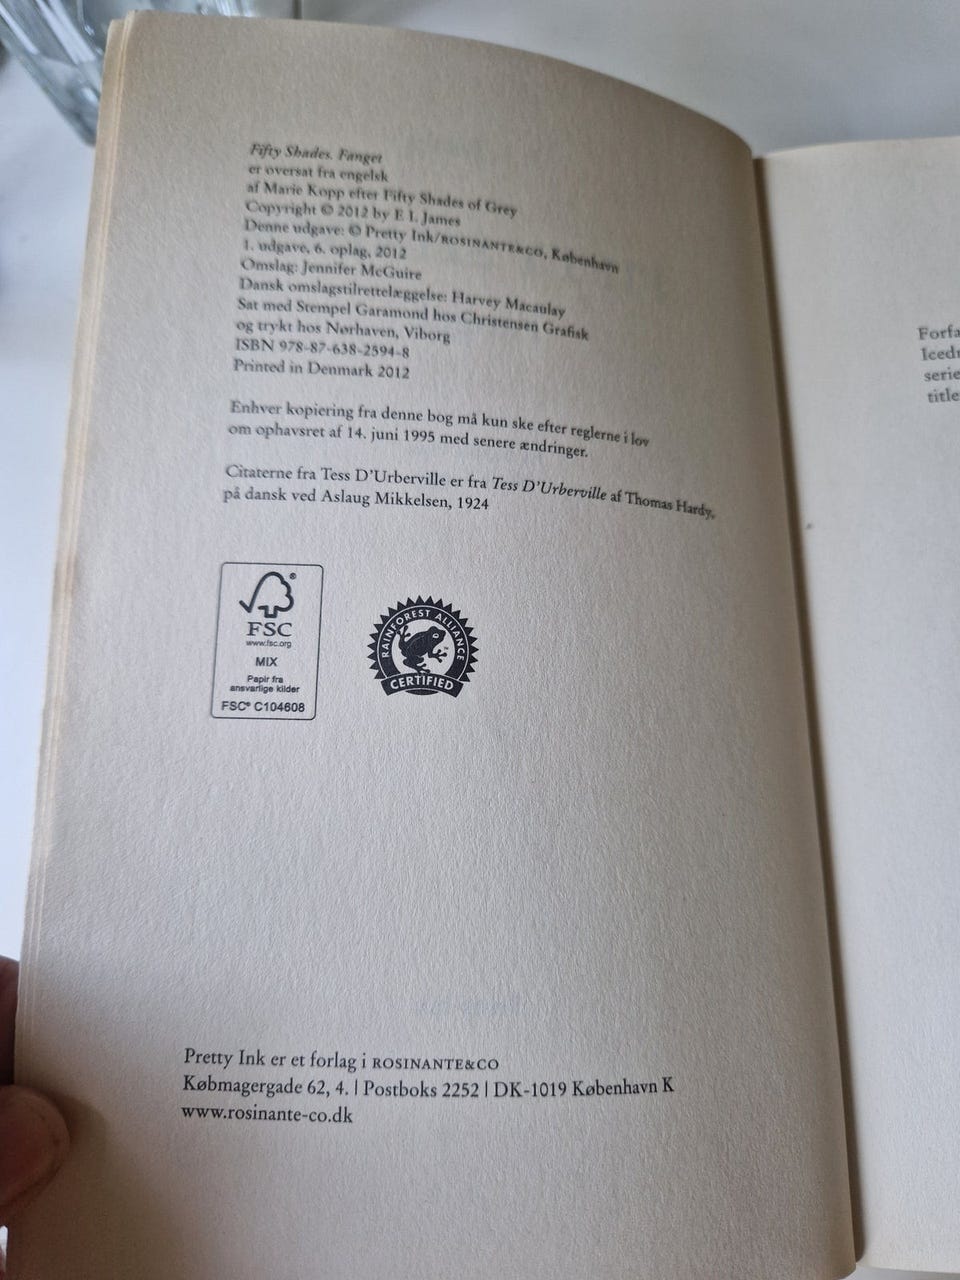 Fifty Shades. Fanget
er oversat fra engelsk
af Marie Kopp efter Fifty Shades of Grey
Copyright © 2012 by E L James
Denne udgave: © Pretty Ink/ROSINANTE&CO, København
1. udgave, 6. oplag, 2012
Omslag: Jennifer McGuire
Dansk omslagstilrettelæggelse: Harvey Macaulay
Sat med Stempel Garamond hos Christensen Grafisk
og trykt hos Nørhaven, Viborg
ISBN 978-87-638-2594-8
Printed in Denmark 2012
Enhver kopiering fra denne bog må kun ske efter reglerne i lov
om ophavsret af 14. juni 1995 med senere ændringer.
Citaterne fra Tess D'Urberville er fra Tess D'Urberville af Thomas Hardy,
på dansk ved Aslaug Mikkelsen, 1924
®
FSC
www.fsc.org
MIX
Papir fra
ansvarlige kilder
FSC® C104608
RAINFOREST ALLIANCE
CERTIFIED
Pretty Ink er et forlag i ROSINANTE&CO
Købmagergade 62, 4. | Postboks 2252 | DK-1019 København K
www.rosinante-co.dk
Forfa
Icedr
serie
title